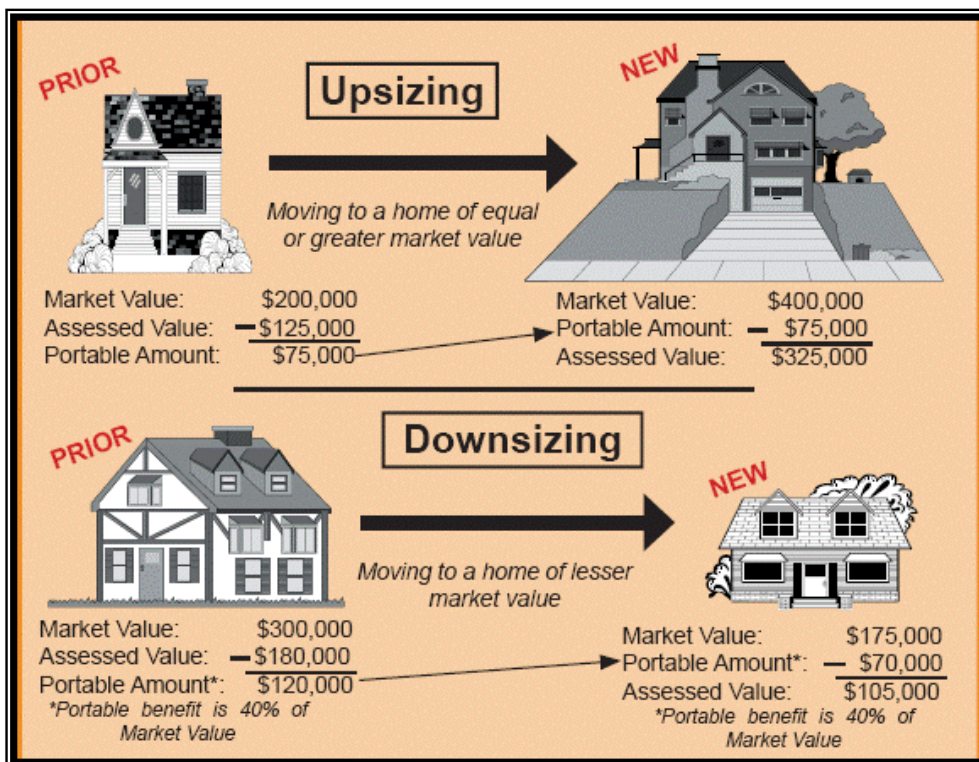 PRIOR
Upsizing
NEW
Moving to a home of equal
or greater market value
Market Value: $200,000
Assessed Value: - $125,000
Portable Amount: $75,000
Market Value: $400,000
Portable Amount: - $75,000
Assessed Value: $325,000
PRIOR
Downsizing
NEW
Moving to a home of lesser
market value
Market Value: $300,000
Assessed Value: - $180,000
Portable Amount*: $120,000
*Portable benefit is 40% of
Market Value
Market Value: $175,000
Portable Amount*: - $70,000
Assessed Value: $105,000
*Portable benefit is 40% of
Market Value